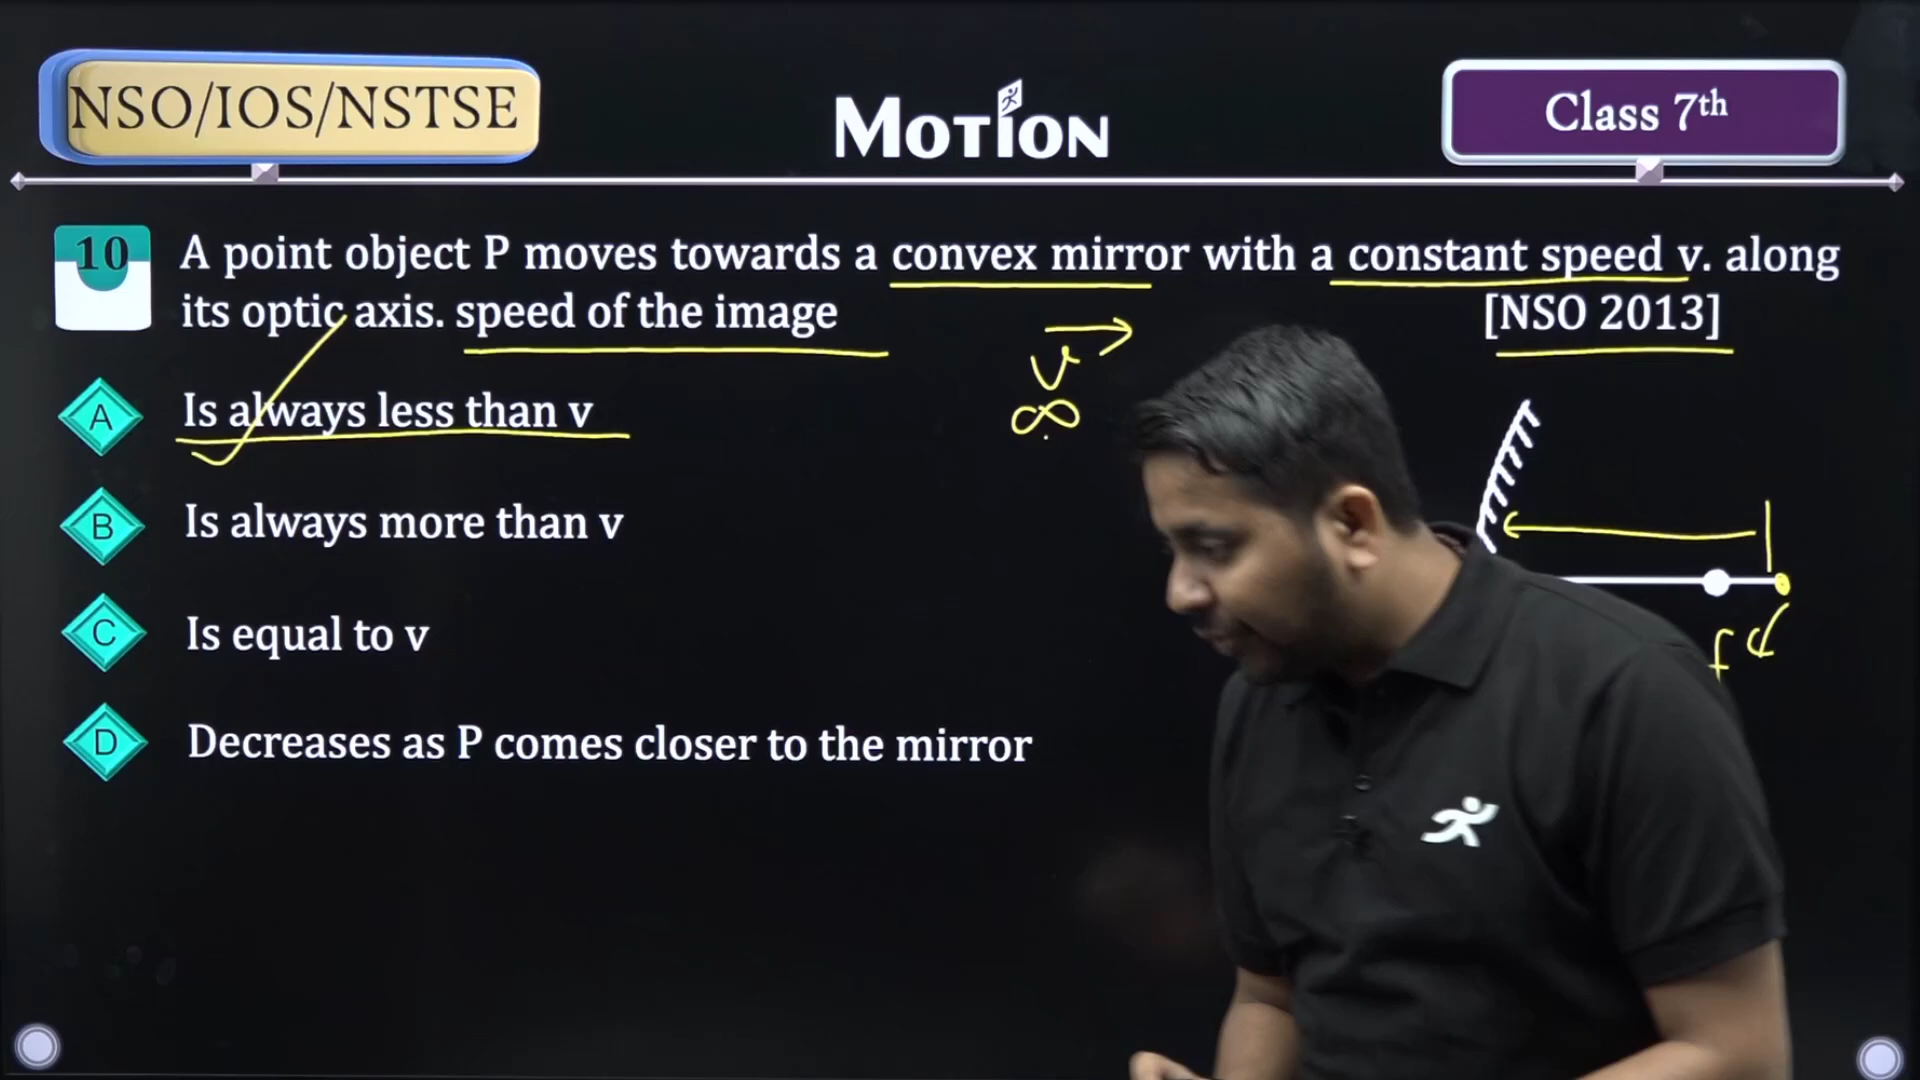 NSO/IOS/NSTSE
MOTION
Class 7th
10 A point object P moves towards a convex mirror with a constant speed v. along
its optic axis. speed of the image [NSO 2013]
v
∞
A Is always less than v
B Is always more than v
C Is equal to v
D Decreases as P comes closer to the mirror
f